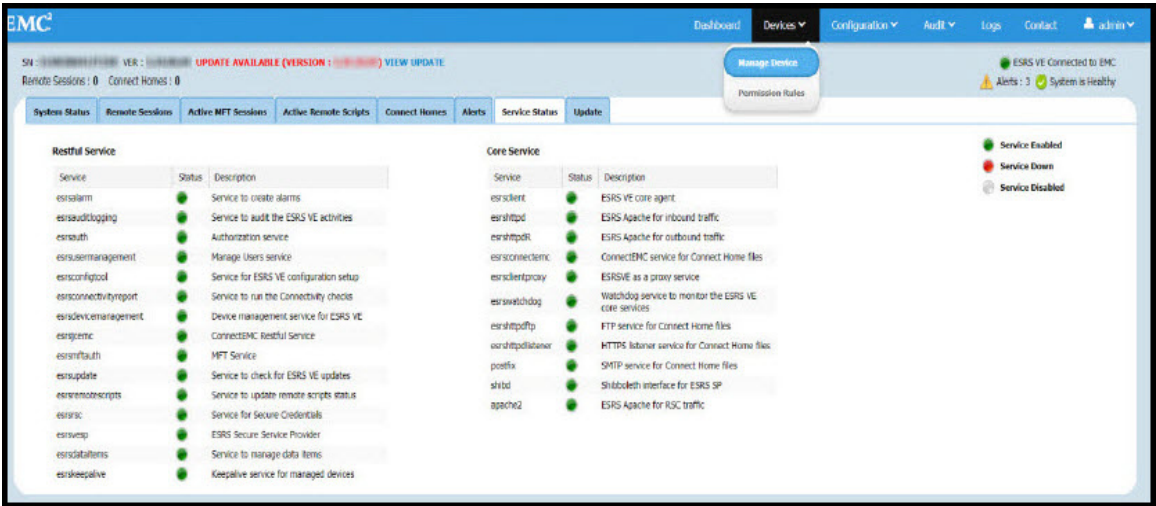 EMC²
Dashboard Devices Configuration Audit Logs Contact admin
Manage Device
Permission Rules
SN : VER : UPDATE AVAILABLE (VERSION : ) VIEW UPDATE
Remote Sessions : 0 Connect Homes : 0
ESRS VE Connected to EMC
Alerts : 3 System is Healthy
System Status Remote Sessions Active MFT Sessions Active Remote Scripts Connect Homes Alerts Service Status Update
Restful Service
Service Status Description
esrsalarm Service to create alarms
esrsauditlogging Service to audit the ESRS VE activities
esrsauth Authorization service
esrsusermanagement Manage Users service
esrsconfigtool Service for ESRS VE configuration setup
esrsconnectivityreport Service to run the Connectivity checks
esrsdevicemanagement Device management service for ESRS VE
esrsjcemc ConnectEMC Restful Service
esrsmftauth MFT Service
esrsupdate Service to check for ESRS VE updates
esrsremotescripts Service to update remote scripts status
esrsrsc Service for Secure Credentials
esrsvesp ESRS Secure Service Provider
esrsdataitems Service to manage data items
esrskeepalive Keepalive service for managed devices
Core Service
Service Status Description
esrsclient ESRS VE core agent
esrshttpd ESRS Apache for inbound traffic
esrshttpdR ESRS Apache for outbound traffic
esrsconnectemc ConnectEMC service for Connect Home files
esrsclientproxy ESRSVE as a proxy service
esrswatchdog Watchdog service to monitor the ESRS VE
core services
esrshttpdftp FTP service for Connect Home files
esrshttpdlistener HTTPS listener service for Connect Home files
postfix SMTP service for Connect Home files
shibd Shibboleth interface for ESRS SP
apache2 ESRS Apache for RSC traffic
Service Enabled
Service Down
Service Disabled